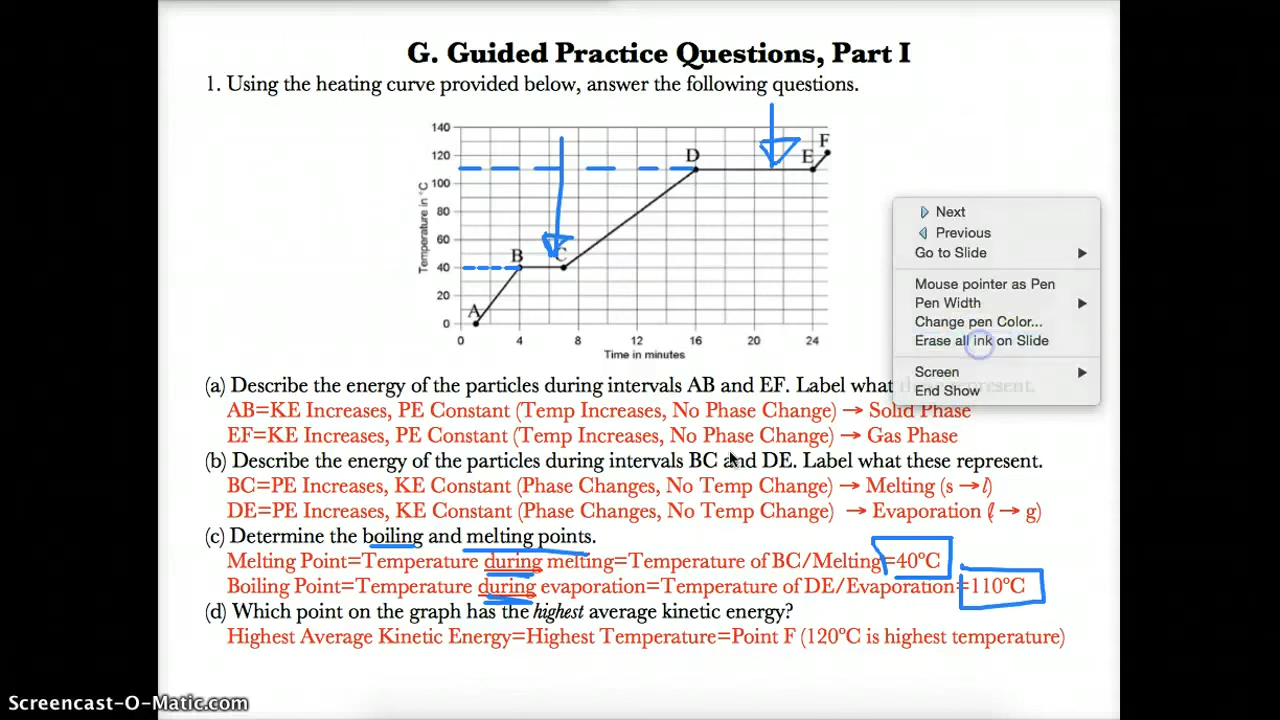 G. Guided Practice Questions, Part I
1. Using the heating curve provided below, answer the following questions.
140
120
100
80
60
40
20
0
Temperature in °C
A
B
C
D
E
F
0 4 8 12 16 20 24
Time in minutes
Next
Previous
Go to Slide
Mouse pointer as Pen
Pen Width
Change pen Color...
Erase all ink on Slide
Screen
End Show
(a) Describe the energy of the particles during intervals AB and EF. Label what these represent.
AB=KE Increases, PE Constant (Temp Increases, No Phase Change) → Solid Phase
EF=KE Increases, PE Constant (Temp Increases, No Phase Change) → Gas Phase
(b) Describe the energy of the particles during intervals BC and DE. Label what these represent.
BC=PE Increases, KE Constant (Phase Changes, No Temp Change) → Melting (s → l)
DE=PE Increases, KE Constant (Phase Changes, No Temp Change) → Evaporation (l → g)
(c) Determine the boiling and melting points.
Melting Point=Temperature during melting=Temperature of BC/Melting=40°C
Boiling Point=Temperature during evaporation=Temperature of DE/Evaporation=110°C
(d) Which point on the graph has the highest average kinetic energy?
Highest Average Kinetic Energy=Highest Temperature=Point F (120°C is highest temperature)
Screencast-O-Matic.com